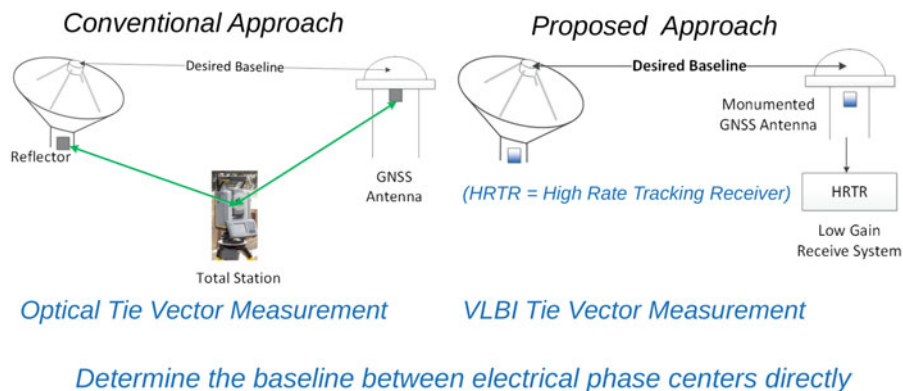 Conventional Approach
Desired Baseline
Reflector
GNSS
Antenna
Total Station
Optical Tie Vector Measurement
Proposed Approach
Desired Baseline
Monumented
GNSS Antenna
(HRTR = High Rate Tracking Receiver)
HRTR
Low Gain
Receive System
VLBI Tie Vector Measurement
Determine the baseline between electrical phase centers directly